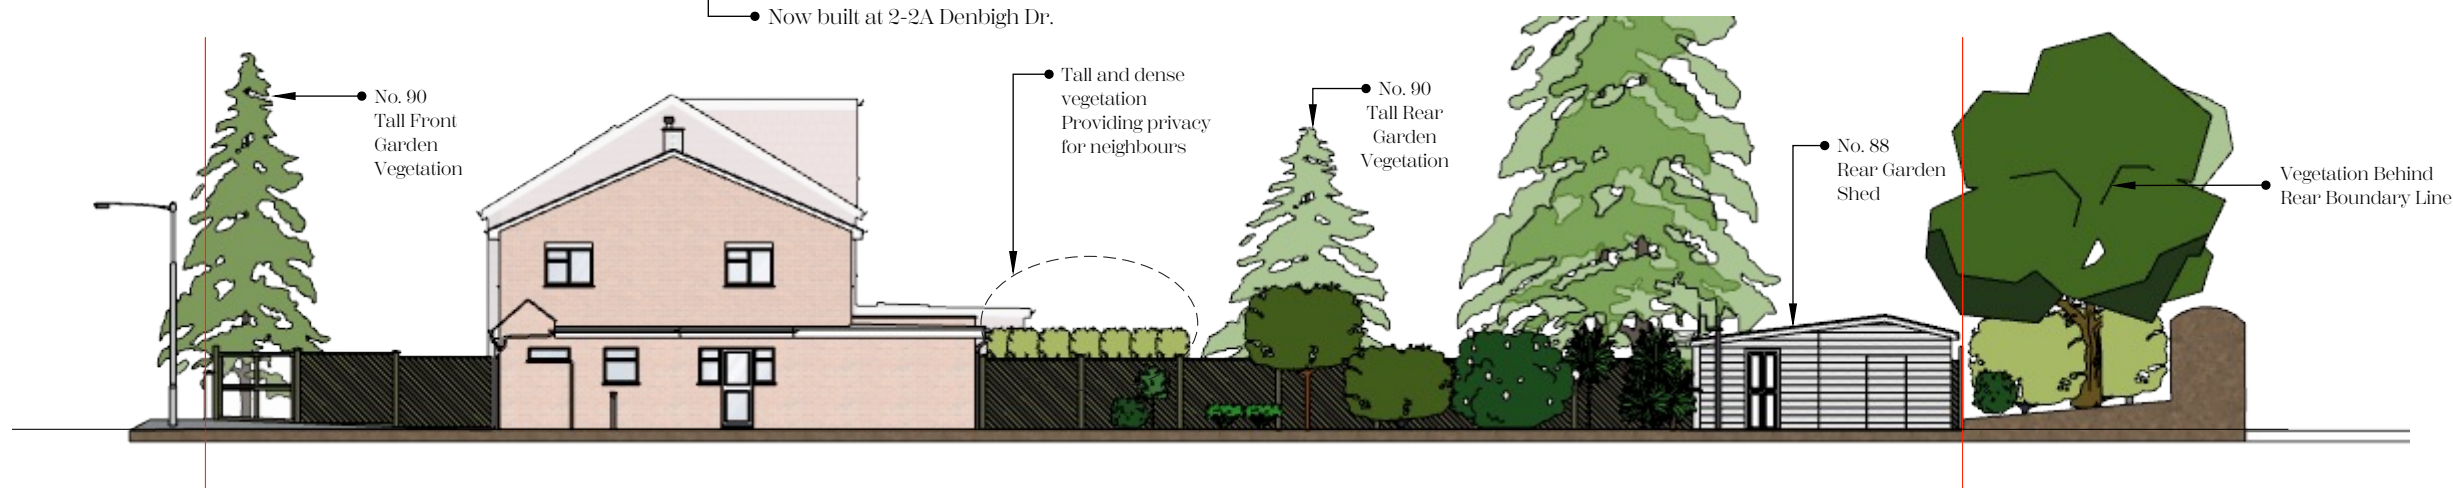 Now built at 2-2A Denbigh Dr.
No. 90
Tall Front
Garden
Vegetation
Tall and dense
vegetation
Providing privacy
for neighbours
No. 90
Tall Rear
Garden
Vegetation
No. 88
Rear Garden
Shed
Vegetation Behind
Rear Boundary Line